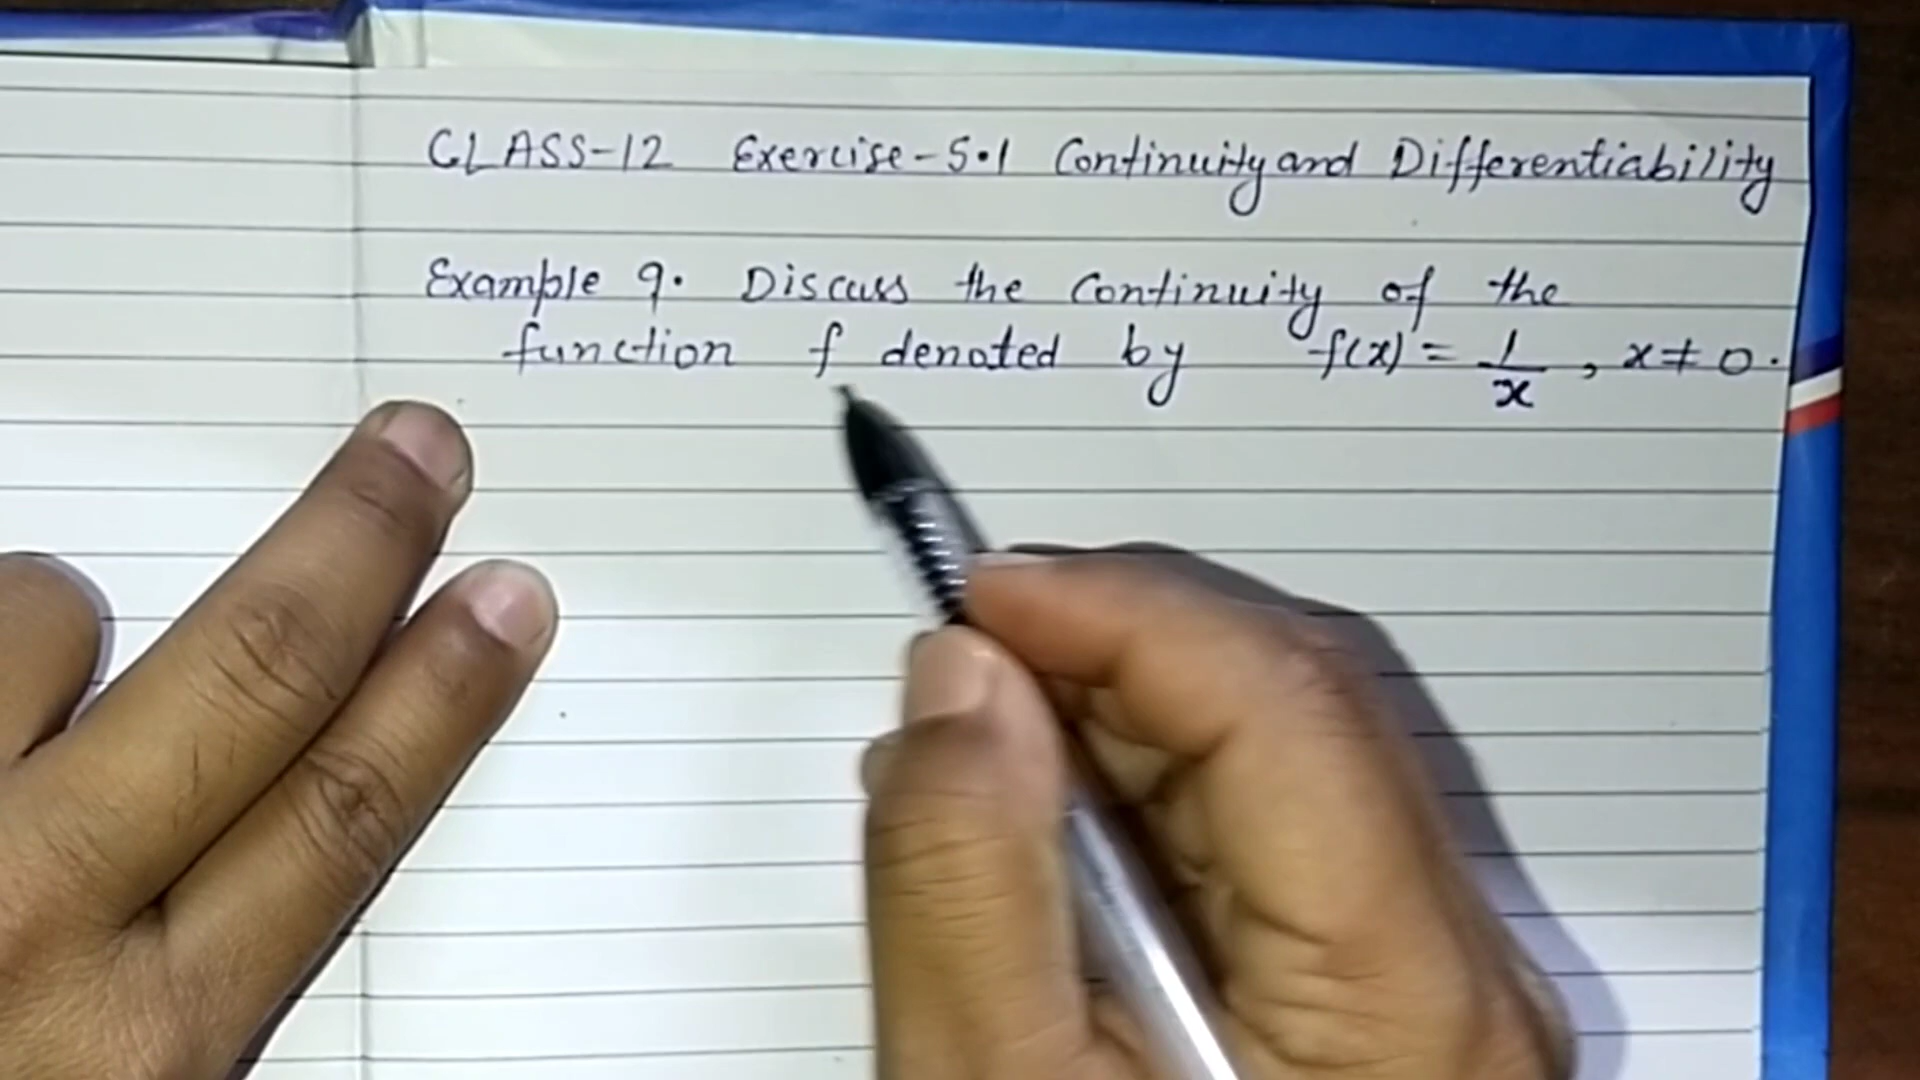 CLASS-12 Exercise-5.1 Continuity and Differentiability
Example 9. Discuss the Continuity of the
function f denoted by f(x) = 1/x, x ≠ 0.